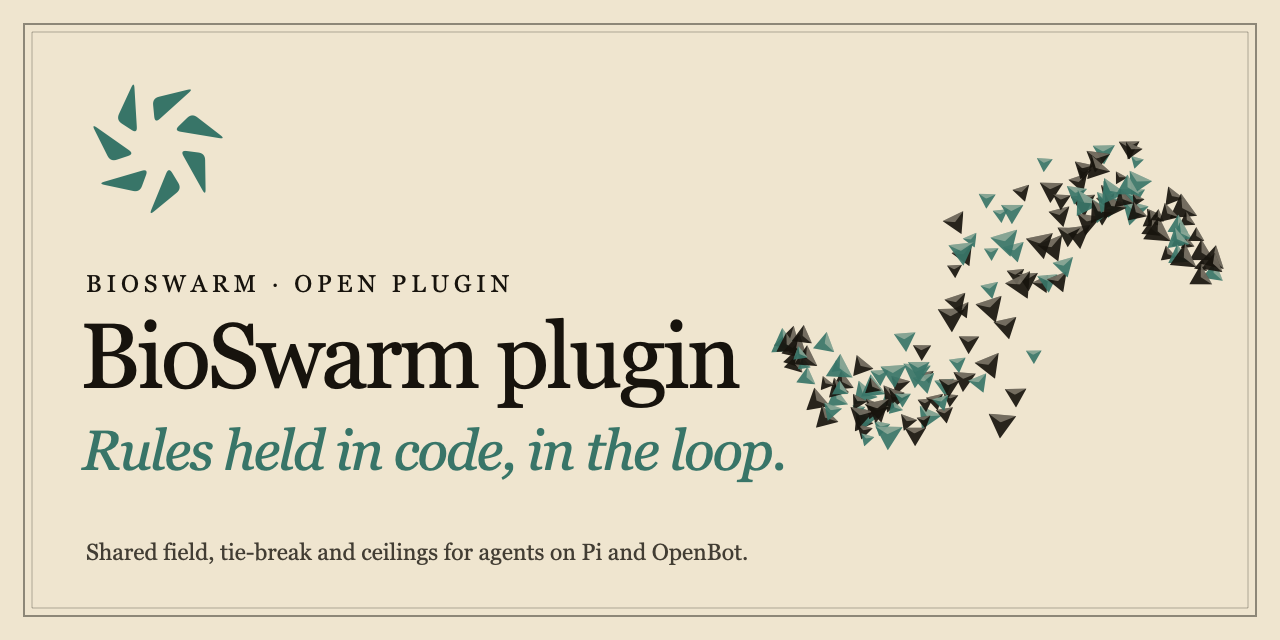 BIOSWARM · OPEN PLUGIN
BioSwarm plugin
Rules held in code, in the loop.
Shared field, tie-break and ceilings for agents on Pi and OpenBot.